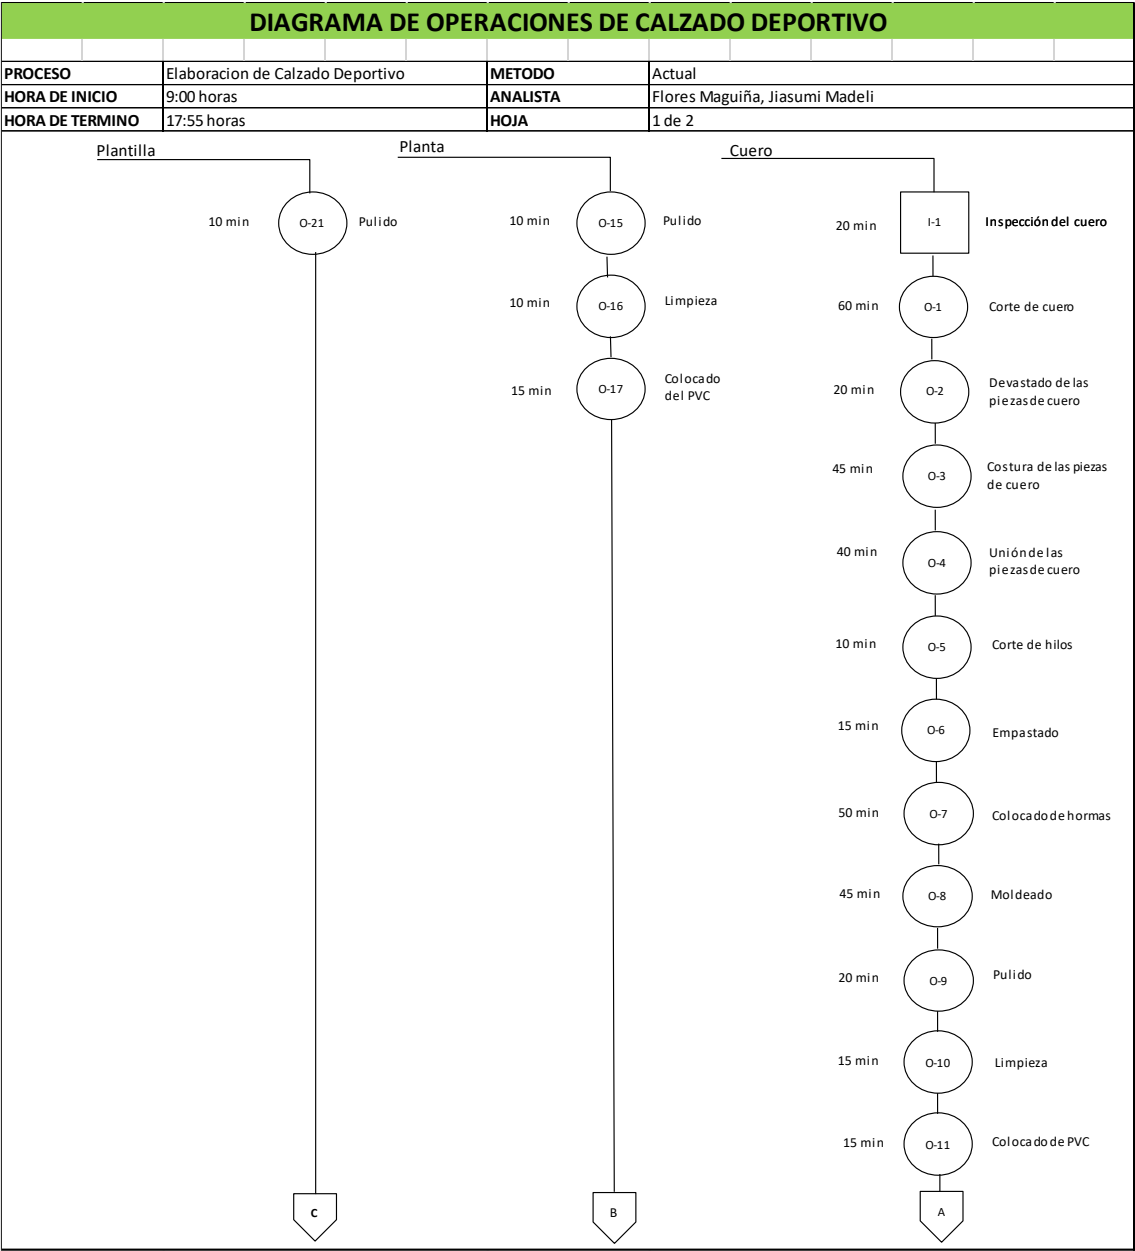 DIAGRAMA DE OPERACIONES DE CALZADO DEPORTIVO
PROCESO Elaboracion de Calzado Deportivo METODO Actual
HORA DE INICIO 9:00 horas ANALISTA Flores Maguiña, Jiasumi Madeli
HORA DE TERMINO 17:55 horas HOJA 1 de 2
Plantilla
10 min O-21 Pulido
C
Planta
10 min O-15 Pulido
10 min O-16 Limpieza
15 min O-17 Colocado
del PVC
B
Cuero
20 min I-1 Inspección del cuero
60 min O-1 Corte de cuero
20 min O-2 Devastado de las
piezas de cuero
45 min O-3 Costura de las piezas
de cuero
40 min O-4 Unión de las
piezas de cuero
10 min O-5 Corte de hilos
15 min O-6 Empastado
50 min O-7 Colocado de hormas
45 min O-8 Moldeado
20 min O-9 Pulido
15 min O-10 Limpieza
15 min O-11 Colocado de PVC
A